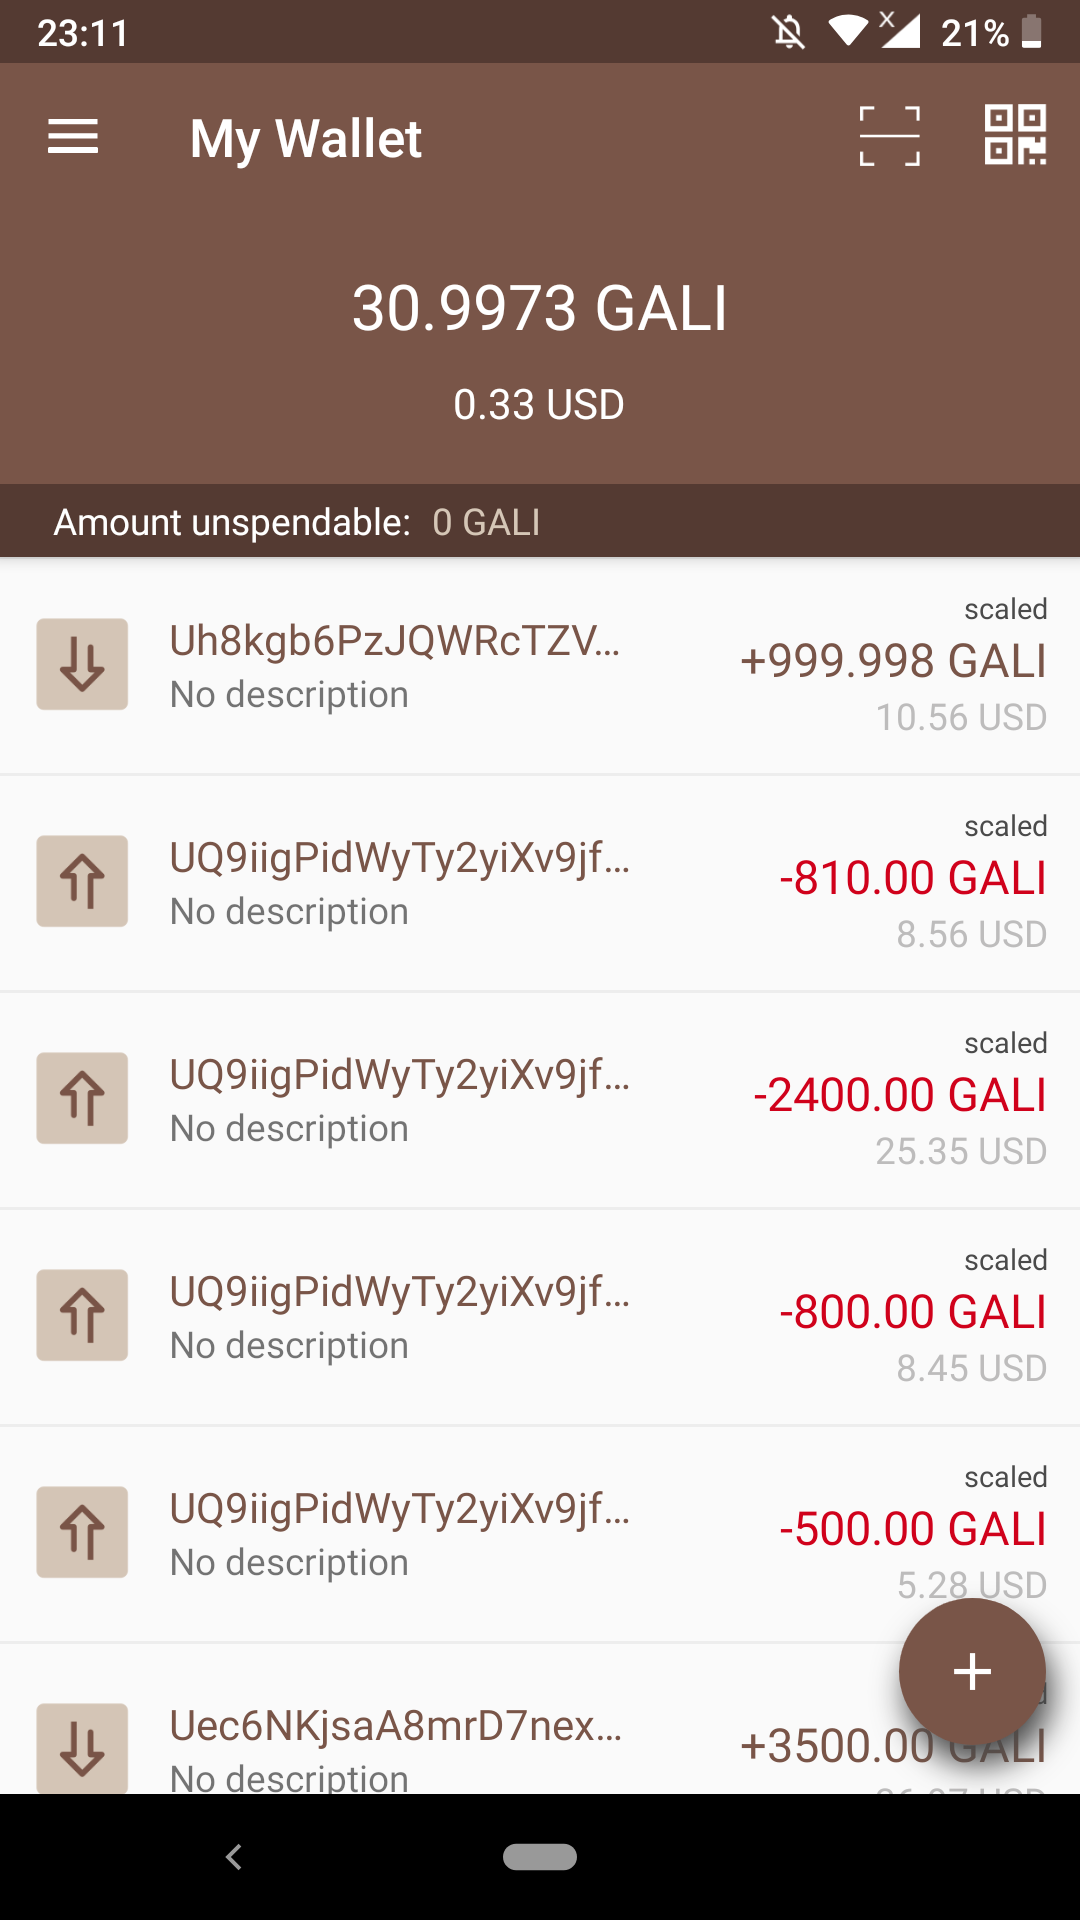 23:11
21%
My Wallet
30.9973 GALI
0.33 USD
Amount unspendable: 0 GALI
scaled
Uh8kgb6PzJQWRcTZV...
+999.998 GALI
No description
10.56 USD
scaled
UQ9iigPidWyTy2yiXv9jf...
-810.00 GALI
No description
8.56 USD
scaled
UQ9iigPidWyTy2yiXv9jf...
-2400.00 GALI
No description
25.35 USD
scaled
UQ9iigPidWyTy2yiXv9jf...
-800.00 GALI
No description
8.45 USD
scaled
UQ9iigPidWyTy2yiXv9jf...
-500.00 GALI
No description
5.28 USD
Uec6NKjsaA8mrD7nex...
+3500.00 GALI
No description